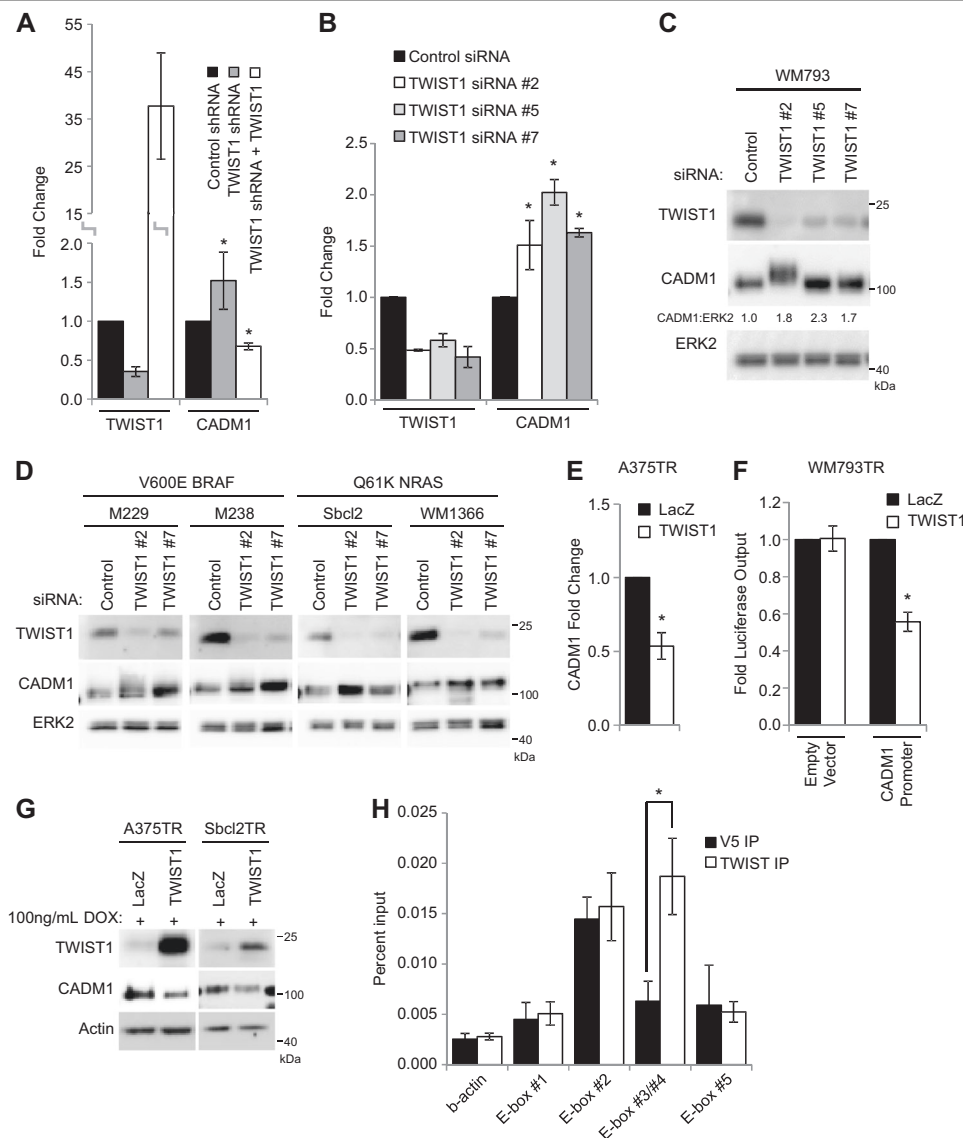 A
55
45
35
25
15
2.0
1.5
1.0
0.5
0.0
Fold Change
Control shRNA
TWIST1 shRNA
TWIST1 shRNA + TWIST1
*
*
TWIST1
CADM1
B
Control siRNA
TWIST1 siRNA #2
TWIST1 siRNA #5
TWIST1 siRNA #7
2.5
2.0
1.5
1.0
0.5
0.0
Fold Change
*
*
*
TWIST1
CADM1
C
WM793
siRNA:
Control
TWIST1 #2
TWIST1 #5
TWIST1 #7
TWIST1
25
CADM1
100
CADM1:ERK2 1.0 1.8 2.3 1.7
ERK2
40
kDa
D
V600E BRAF
Q61K NRAS
M229
M238
Sbcl2
WM1366
siRNA:
Control
TWIST1 #2
TWIST1 #7
Control
TWIST1 #2
TWIST1 #7
Control
TWIST1 #2
TWIST1 #7
Control
TWIST1 #2
TWIST1 #7
TWIST1
25
CADM1
100
ERK2
40
kDa
E
A375TR
LacZ
TWIST1
1.5
1.0
0.5
0.0
CADM1 Fold Change
*
F
WM793TR
LacZ
TWIST1
1.2
1.0
0.8
0.6
0.4
0.2
0.0
Fold Luciferase Output
*
Empty
Vector
CADM1
Promoter
G
A375TR
Sbcl2TR
LacZ
TWIST1
LacZ
TWIST1
100ng/mL DOX: + + + +
TWIST1
25
CADM1
100
Actin
40
kDa
H
0.025
0.020
0.015
0.010
0.005
0.000
Percent input
*
V5 IP
TWIST IP
b-actin
E-box #1
E-box #2
E-box #3/#4
E-box #5